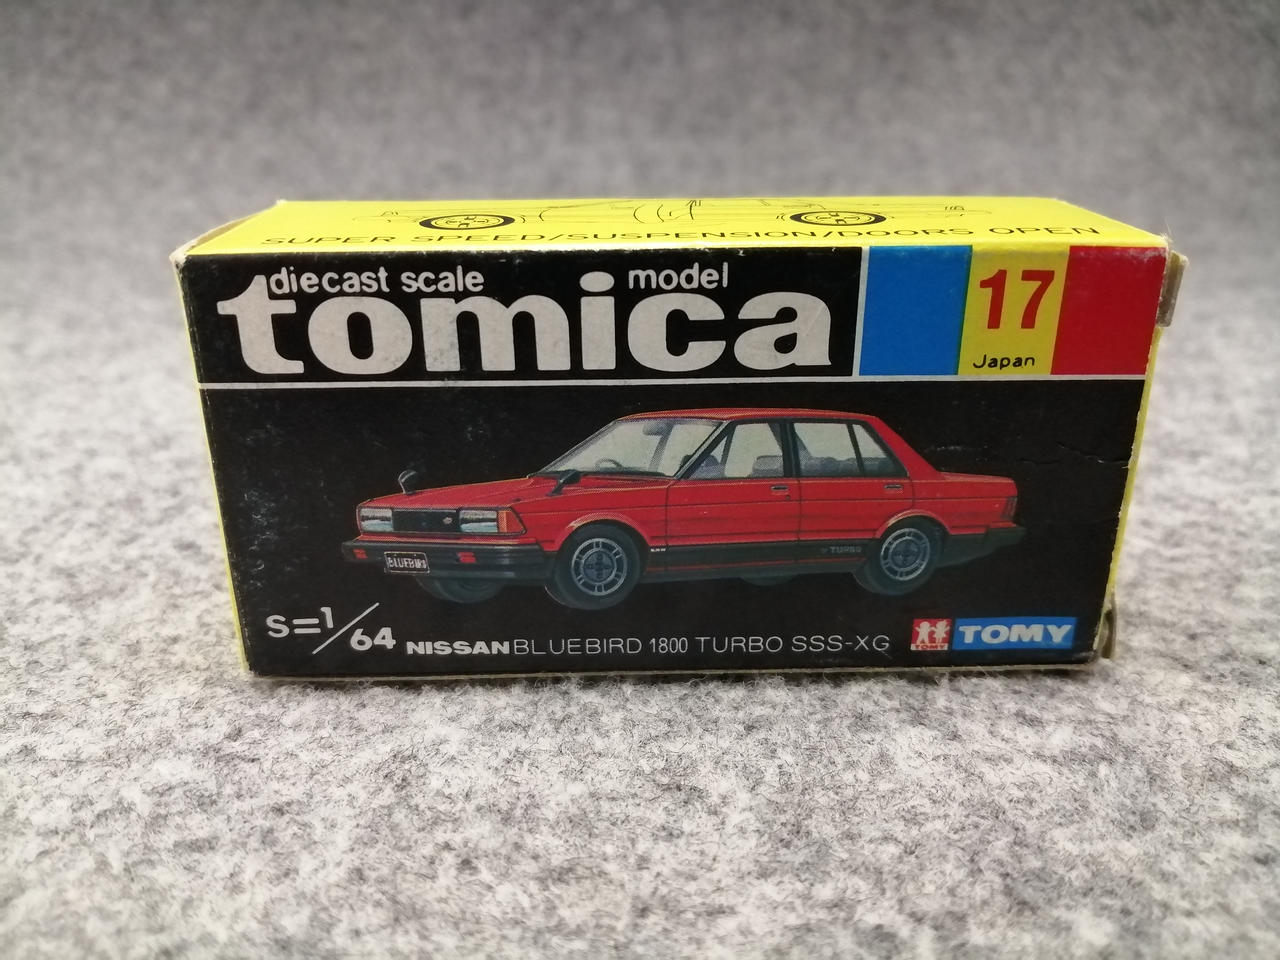 SUPER SPEED/SUSPENSION/DOORS OPEN
diecast scale model
tomica
17
Japan
TURBO
BLUEBIRD
S=1/64 NISSAN BLUEBIRD 1800 TURBO SSS-XG
TOMY
TOMY